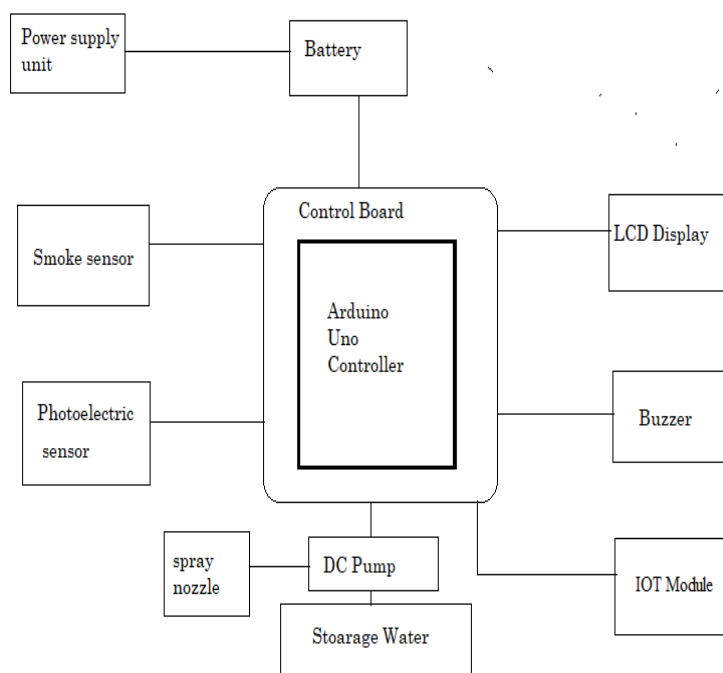 Power supply
unit
Battery
Control Board
Smoke sensor
LCD Display
Arduino
Uno
Controller
Photoelectric
sensor
Buzzer
spray
nozzle
DC Pump
IOT Module
Stoarage Water